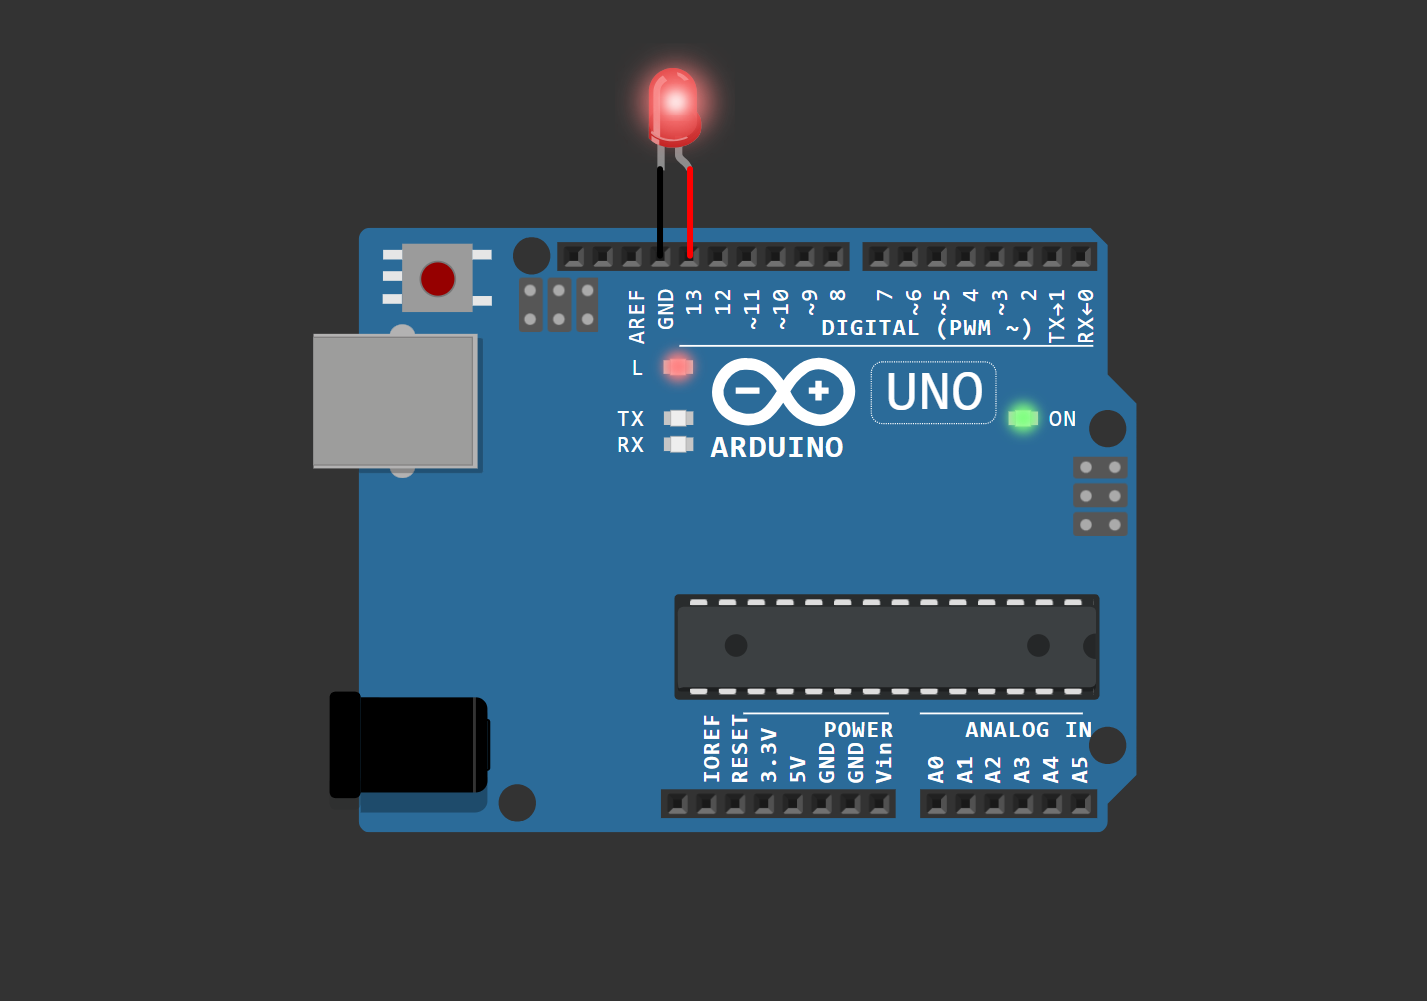 AREF
GND
13
12
~11
~10
~9
8
7
~6
~5
4
~3
2
TX→1
RX←0
DIGITAL (PWM ~)
L
TX
RX
ARDUINO
UNO
ON
IOREF
RESET
3.3V
5V
GND
GND
Vin
POWER
ANALOG IN
A0
A1
A2
A3
A4
A5